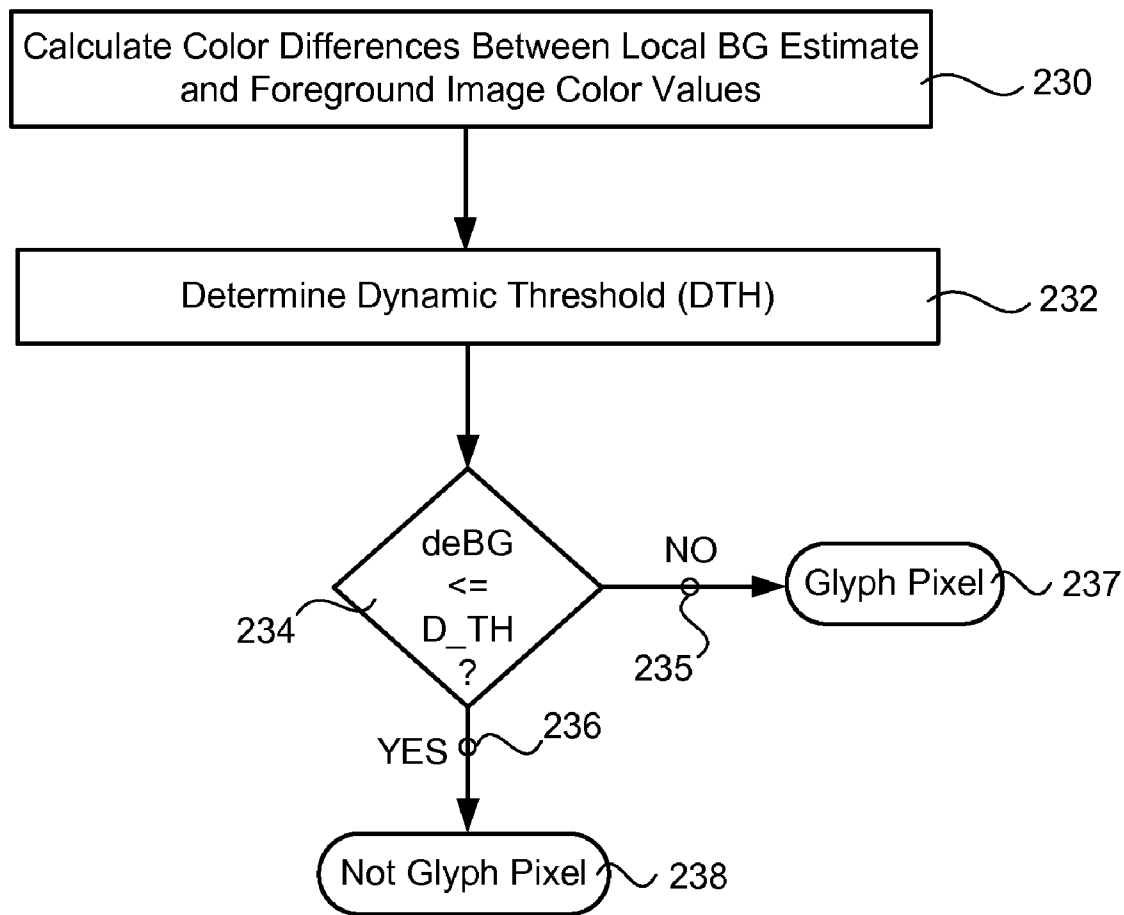 Calculate Color Differences Between Local BG Estimate
and Foreground Image Color Values
230
Determine Dynamic Threshold (DTH)
232
deBG
<=
D_TH
?
234
NO
235
Glyph Pixel
237
YES
236
Not Glyph Pixel
238